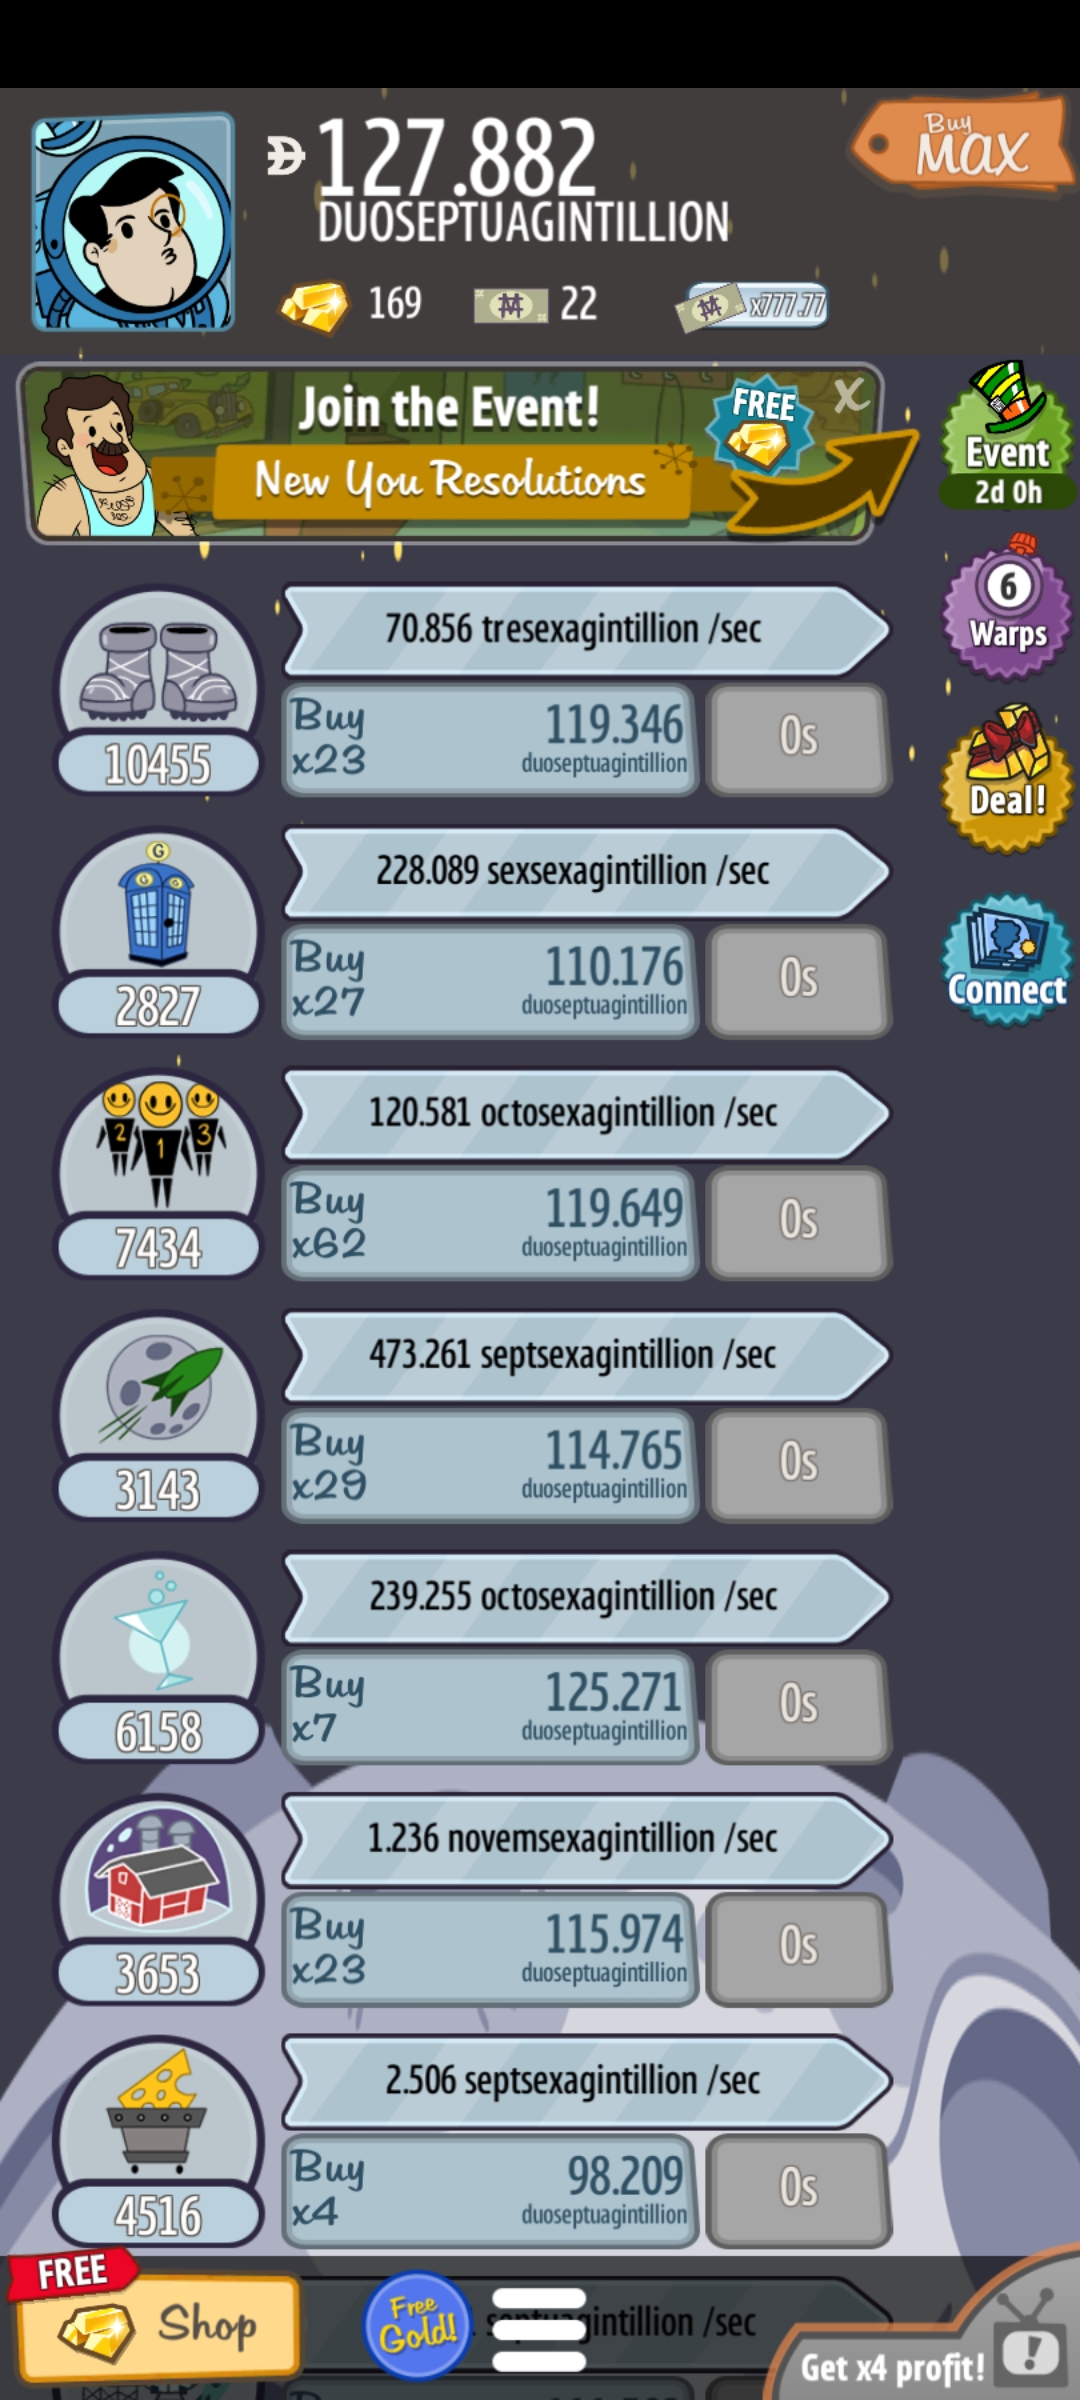 127.882
DUOSEPTUAGINTILLION
Buy
MAX
169
22
x777.77
Join the Event!
New You Resolutions
FREE
X
Event
2d 0h
6
Warps
Deal!
Connect
70.856 tresexagintillion /sec
10455
Buy
x23
119.346
duoseptuagintillion
0s
G
G G
228.089 sexsexagintillion /sec
2827
Buy
x27
110.176
duoseptuagintillion
0s
2 1 3
120.581 octosexagintillion /sec
7434
Buy
x62
119.649
duoseptuagintillion
0s
473.261 septsexagintillion /sec
3143
Buy
x29
114.765
duoseptuagintillion
0s
239.255 octosexagintillion /sec
6158
Buy
x7
125.271
duoseptuagintillion
0s
1.236 novemsexagintillion /sec
3653
Buy
x23
115.974
duoseptuagintillion
0s
2.506 septsexagintillion /sec
4516
Buy
x4
98.209
duoseptuagintillion
0s
FREE
Shop
Free
Gold!
/sec
Get x4 profit!
!